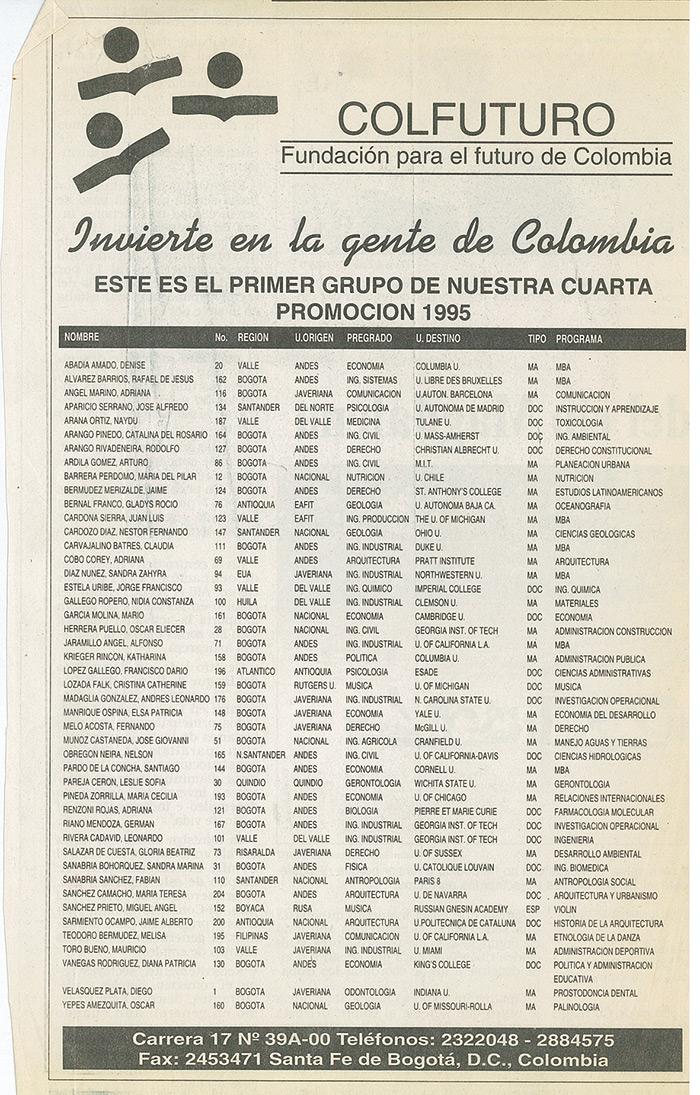 COLFUTURO
Fundación para el futuro de Colombia
Invierte en la gente de Colombia
ESTE ES EL PRIMER GRUPO DE NUESTRA CUARTA
PROMOCION 1995
NOMBRE No. REGION U.ORIGEN PREGRADO U. DESTINO TIPO PROGRAMA
ABADIA AMADO, DENISE 20 VALLE ANDES ECONOMIA COLUMBIA U. MA MBA
ALVAREZ BARRIOS, RAFAEL DE JESUS 162 BOGOTA ANDES ING. SISTEMAS U. LIBRE DES BRUXELLES MA MBA
ANGEL MARINO, ADRIANA 116 BOGOTA JAVERIANA COMUNICACION U.AUTON. BARCELONA MA COMUNICACION
APARICIO SERRANO, JOSE ALFREDO 134 SANTANDER DEL NORTE PSICOLOGIA U. AUTONOMA DE MADRID DOC INSTRUCCION Y APRENDIZAJE
ARANA ORTIZ, NAYDU 187 VALLE DEL VALLE MEDICINA TULANE U. DOC TOXICOLOGIA
ARANGO PINEDO, CATALINA DEL ROSARIO 164 BOGOTA ANDES ING. CIVIL U. MASS-AMHERST DOC ING. AMBIENTAL
ARANGO RIVADENEIRA, RODOLFO 127 BOGOTA ANDES DERECHO CHRISTIAN ALBRECHT U. DOC DERECHO CONSTITUCIONAL
ARDILA GOMEZ, ARTURO 86 BOGOTA ANDES ING. CIVIL M.I.T. MA PLANEACION URBANA
BARRERA PERDOMO, MARIA DEL PILAR 12 BOGOTA NACIONAL NUTRICION U. CHILE MA NUTRICION
BERMUDEZ MERIZALDE, JAIME 124 BOGOTA ANDES DERECHO ST. ANTHONY'S COLLEGE MA ESTUDIOS LATINOAMERICANOS
BERNAL FRANCO, GLADYS ROCIO 76 ANTIOQUIA EAFIT GEOLOGIA U. AUTONOMA BAJA CA. MA OCEANOGRAFIA
CARDONA SIERRA, JUAN LUIS 123 VALLE EAFIT ING. PRODUCCION THE U. OF MICHIGAN MA MBA
CARDOZO DIAZ, NESTOR FERNANDO 147 SANTANDER NACIONAL GEOLOGIA OHIO U. MA CIENCIAS GEOLOGICAS
CARVAJALINO BATRES, CLAUDIA 111 BOGOTA ANDES ING. INDUSTRIAL DUKE U. MA MBA
COBO COREY, ADRIANA 69 VALLE ANDES ARQUITECTURA PRATT INSTITUTE MA ARQUITECTURA
DIAZ NUNEZ, SANDRA ZAHYRA 94 EUA JAVERIANA ING. INDUSTRIAL NORTHWESTERN U. MA MBA
ESTELA URIBE, JORGE FRANCISCO 93 VALLE DEL VALLE ING. QUIMICO IMPERIAL COLLEGE DOC ING. QUIMICA
GALLEGO ROPERO, NIDIA CONSTANZA 100 HUILA DEL VALLE ING. INDUSTRIAL CLEMSON U. MA MATERIALES
GARCIA MOLINA, MARIO 161 BOGOTA NACIONAL ECONOMIA CAMBRIDGE U. DOC ECONOMIA
HERRERA PUELLO, OSCAR ELIECER 28 BOGOTA NACIONAL ING. CIVIL GEORGIA INST. OF TECH MA ADMINISTRACION CONSTRUCCION
JARAMILLO ANGEL, ALFONSO 71 BOGOTA ANDES ING. INDUSTRIAL U. OF CALIFORNIA L.A. MA MBA
KRIEGER RINCON, KATHARINA 158 BOGOTA ANDES POLITICA COLUMBIA U. MA ADMINISTRACION PUBLICA
LOPEZ GALLEGO, FRANCISCO DARIO 196 ATLANTICO ANTIOQUIA PSICOLOGIA ESADE DOC CIENCIAS ADMINISTRATIVAS
LOZADA FALK, CRISTINA CATHERINE 159 BOGOTA RUTGERS U. MUSICA U. OF MICHIGAN DOC MUSICA
MADAGLIA GONZALEZ, ANDRES LEONARDO 176 BOGOTA JAVERIANA ING. INDUSTRIAL N. CAROLINA STATE U. DOC INVESTIGACION OPERACIONAL
MANRIQUE OSPINA, ELSA PATRICIA 148 BOGOTA JAVERIANA ECONOMIA YALE U. MA ECONOMIA DEL DESARROLLO
MELO ACOSTA, FERNANDO 75 BOGOTA JAVERIANA DERECHO McGILL U. MA DERECHO
MUÑOZ CASTANEDA, JOSE GIOVANNI 51 BOGOTA NACIONAL ING. AGRICOLA CRANFIELD U. MA MANEJO AGUAS Y TIERRAS
OBREGON NEIRA, NELSON 165 N.SANTANDER ANDES ING. CIVIL U. OF CALIFORNIA-DAVIS DOC CIENCIAS HIDROLOGICAS
PARDO DE LA CONCHA, SANTIAGO 144 BOGOTA ANDES ECONOMIA CORNELL U. MA MBA
PAREJA CERON, LESLIE SOFIA 30 QUINDIO QUINDIO GERONTOLOGIA WICHITA STATE U. MA GERONTOLOGIA
PINEDA ZORRILLA, MARIA CECILIA 193 BOGOTA ANDES ECONOMIA U. OF CHICAGO MA RELACIONES INTERNACIONALES
RENZONI ROJAS, ADRIANA 121 BOGOTA ANDES BIOLOGIA PIERRE ET MARIE CURIE DOC FARMACOLOGIA MOLECULAR
RIANO MENDOZA, GERMAN 167 BOGOTA ANDES ING. INDUSTRIAL GEORGIA INST. OF TECH DOC INVESTIGACION OPERACIONAL
RIVERA CADAVID, LEONARDO 101 VALLE DEL VALLE ING. INDUSTRIAL GEORGIA INST. OF TECH DOC INGENIERIA
SALAZAR DE CUESTA, GLORIA BEATRIZ 73 RISARALDA JAVERIANA DERECHO U. OF SUSSEX MA DESARROLLO AMBIENTAL
SANABRIA BOHORQUEZ, SANDRA MARINA 31 BOGOTA ANDES FISICA U. CATOLIQUE LOUVAIN DOC ING. BIOMEDICA
SANABRIA SANCHEZ, FABIAN 110 SANTANDER NACIONAL ANTROPOLOGIA PARIS 8 MA ANTROPOLOGIA SOCIAL
SANCHEZ CAMACHO, MARIA TERESA 204 BOGOTA ANDES ARQUITECTURA U. DE NAVARRA DOC ARQUITECTURA Y URBANISMO
SANCHEZ PRIETO, MIGUEL ANGEL 152 BOYACA RUSA MUSICA RUSSIAN GNESIN ACADEMY ESP VIOLIN
SARMIENTO OCAMPO, JAIME ALBERTO 200 ANTIOQUIA NACIONAL ARQUITECTURA U.POLITECNICA DE CATALUNA DOC HISTORIA DE LA ARQUITECTURA
TEODORO BERMUDEZ, MELISA 195 FILIPINAS JAVERIANA COMUNICACION U. OF CALIFORNIA L.A. MA ETNOLOGIA DE LA DANZA
TORO BUENO, MAURICIO 103 VALLE JAVERIANA ING. INDUSTRIAL U. MIAMI MA ADMINISTRACION DEPORTIVA
VANEGAS RODRIGUEZ, DIANA PATRICIA 130 BOGOTA ANDES ECONOMIA KING'S COLLEGE DOC POLITICA Y ADMINISTRACION
EDUCATIVA
VELASQUEZ PLATA, DIEGO 1 BOGOTA JAVERIANA ODONTOLOGIA INDIANA U. MA PROSTODONCIA DENTAL
YEPES AMEZQUITA, OSCAR 160 BOGOTA NACIONAL GEOLOGIA U. OF MISSOURI-ROLLA MA PALINOLOGIA
Carrera 17 Nº 39A-00 Teléfonos: 2322048 - 2884575
Fax: 2453471 Santa Fe de Bogotá, D.C., Colombia